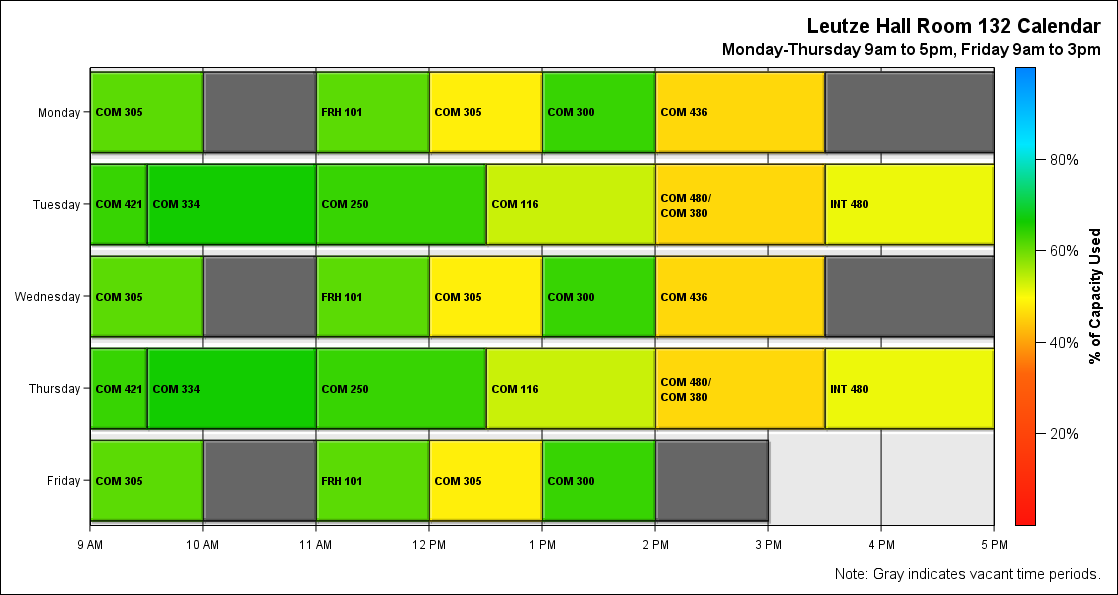 Leutze Hall Room 132 Calendar
Monday-Thursday 9am to 5pm, Friday 9am to 3pm
Monday
COM 305
FRH 101
COM 305
COM 300
COM 436
Tuesday
COM 421
COM 334
COM 250
COM 116
COM 480/
COM 380
INT 480
Wednesday
COM 305
FRH 101
COM 305
COM 300
COM 436
Thursday
COM 421
COM 334
COM 250
COM 116
COM 480/
COM 380
INT 480
Friday
COM 305
FRH 101
COM 305
COM 300
9 AM
10 AM
11 AM
12 PM
1 PM
2 PM
3 PM
4 PM
5 PM
80%
60%
40%
20%
% of Capacity Used
Note: Gray indicates vacant time periods.